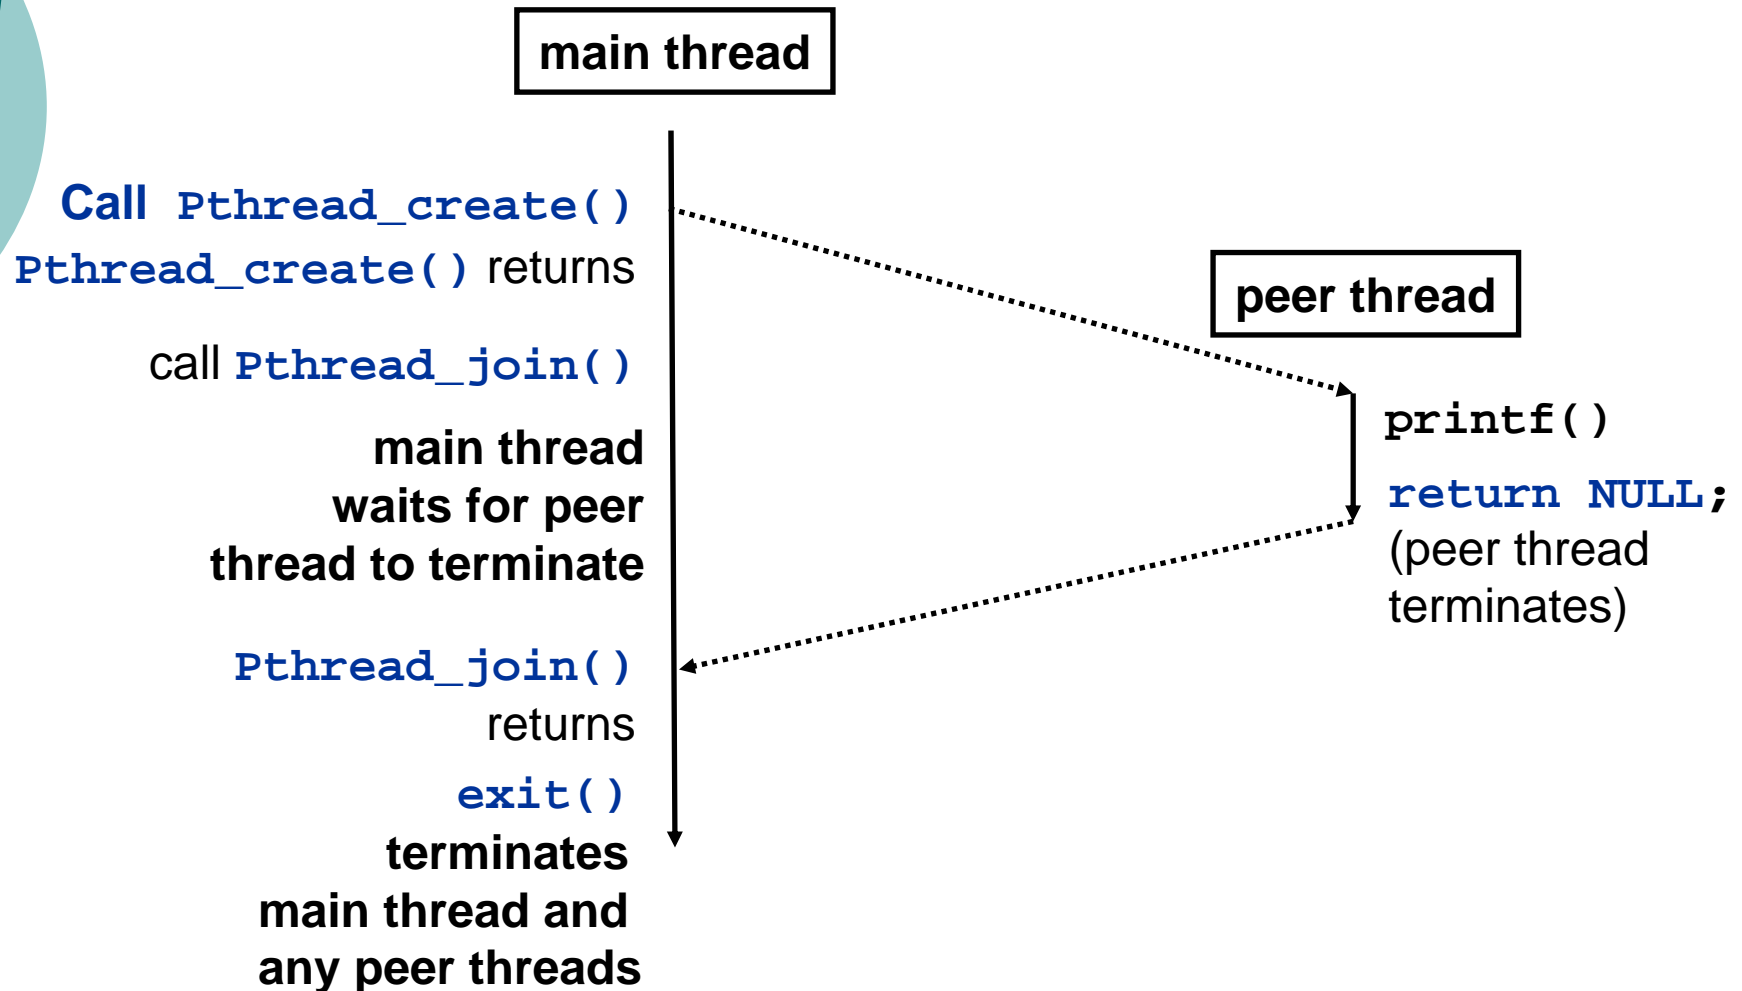 main thread
Call Pthread_create()
Pthread_create() returns
call Pthread_join()
main thread
waits for peer
thread to terminate
Pthread_join()
returns
exit()
terminates
main thread and
any peer threads
peer thread
printf()
return NULL;
(peer thread
terminates)